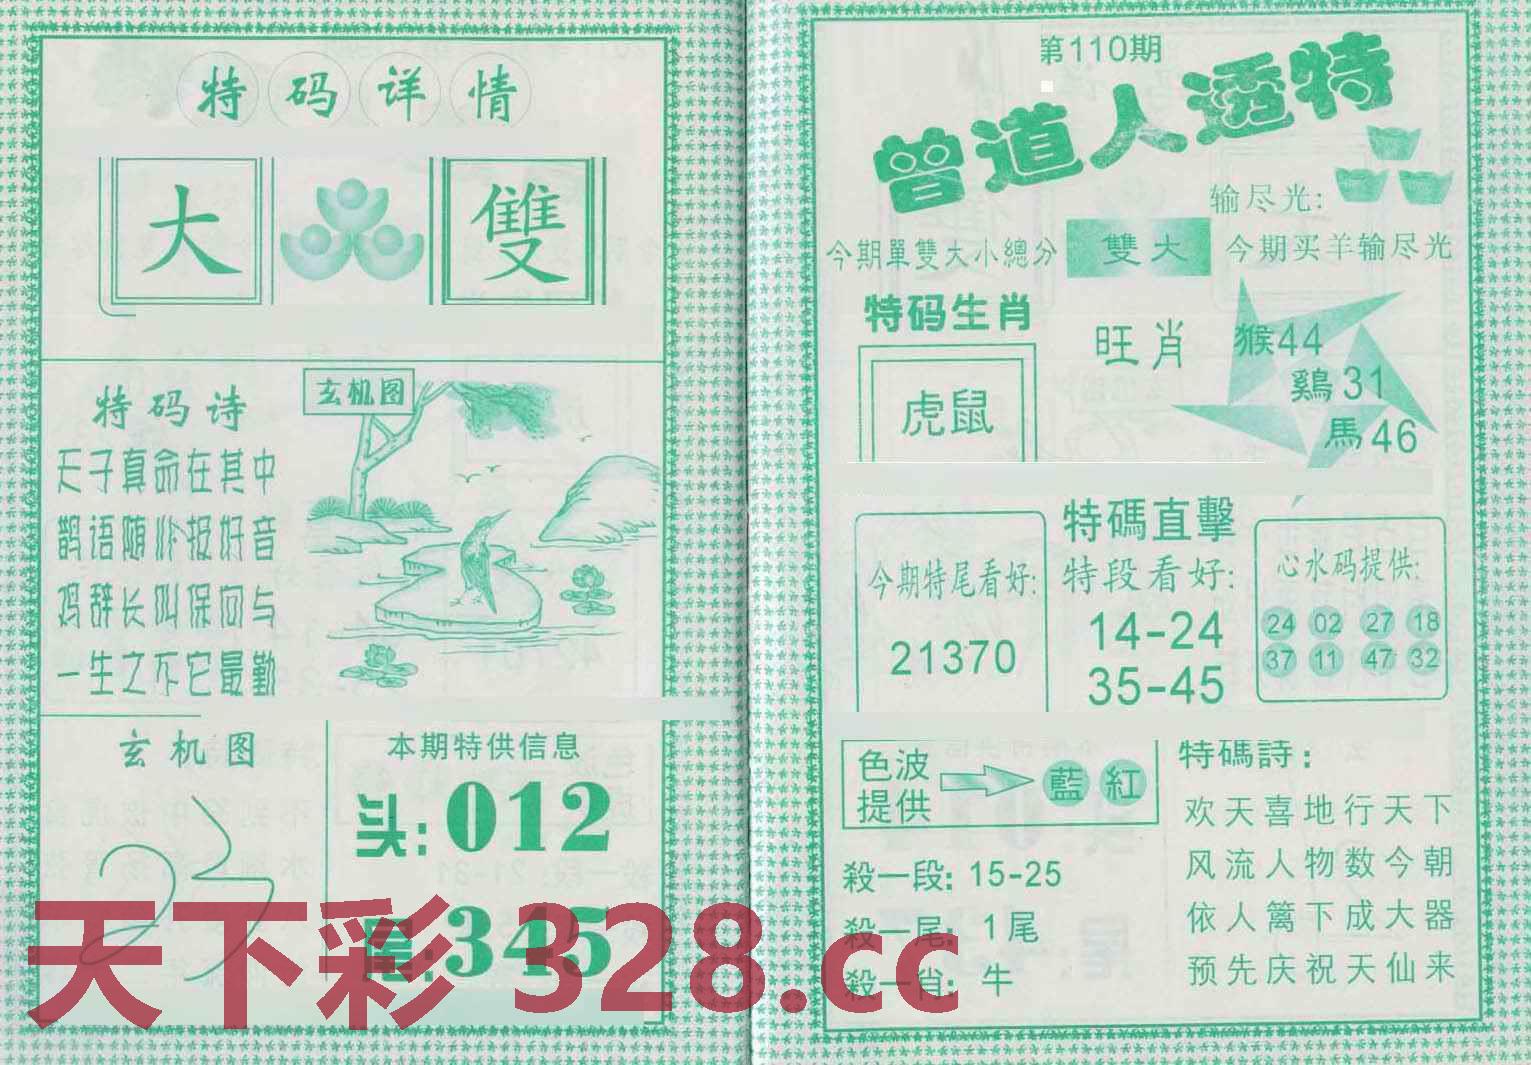 特码详情
大 雙
特码诗
天子真命在其中
鹊语随 报好音
鸡辞长叫保 与
一生之 它最勤
玄机图
玄机图
本期特供信息
头:012
尾:345
第110期
曾道人透特
输尽光:
今期單雙大小總分 雙大 今期买羊输尽光
特码生肖
虎鼠
旺肖
猴44
鷄31
馬46
今期特尾看好:
21370
特碼直擊
特段看好:
14-24
35-45
心水码提供:
24 02 27 18
37 11 47 32
色波提供 藍 紅
殺一段: 15-25
殺一尾: 1尾
殺一肖: 牛
特碼詩:
欢天喜地行天下
风流人物数今朝
依人篱下成大器
预先庆祝天仙来
天下彩 328.cc